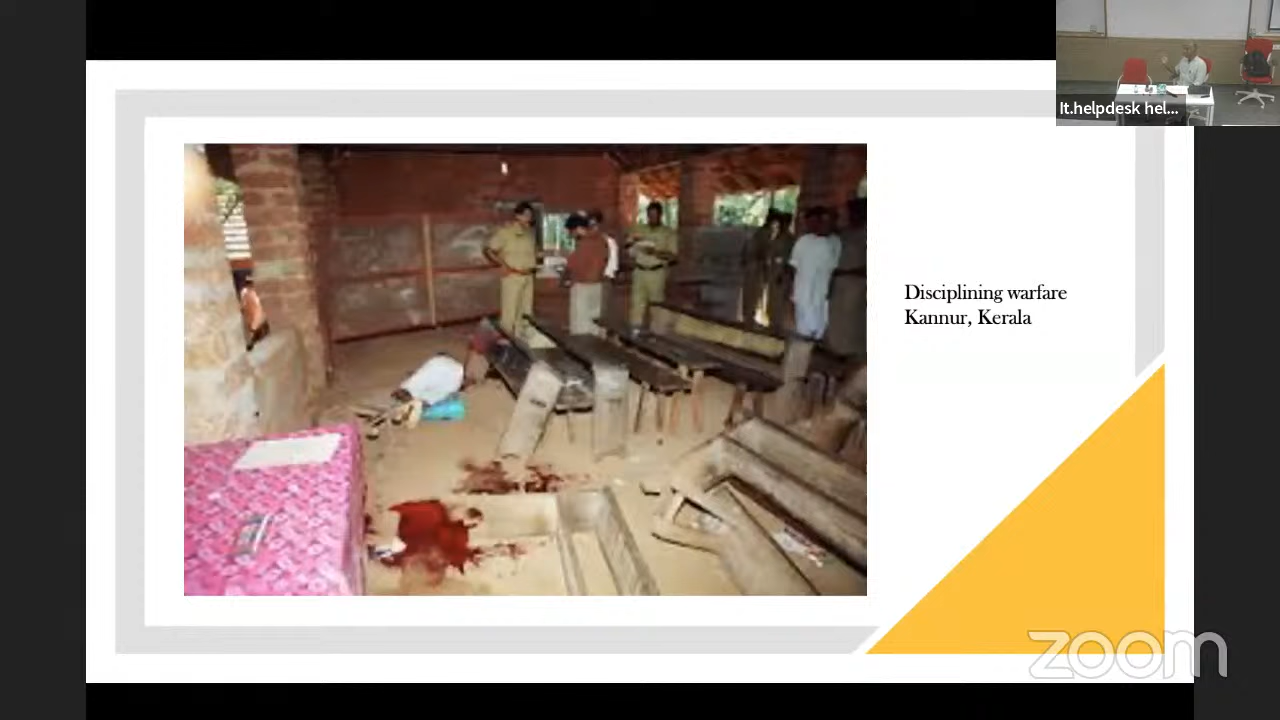 It.helpdesk hel...
Disciplining warfare
Kannur, Kerala
zoom